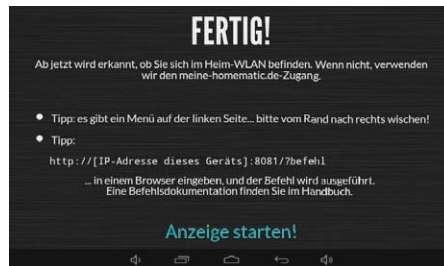 FERTIG!
Ab jetzt wird erkannt, ob Sie sich im Heim-WLAN befinden. Wenn nicht, verwenden
wir den meine-homematic.de-Zugang.
Tipp: es gibt ein Menü auf der linken Seite... bitte vom Rand nach rechts wischen!
Tipp:
http://[IP-Adresse dieses Geräts]:8081/?befehl
... in einem Browser eingeben, und der Befehl wird ausgeführt.
Eine Befehlsdokumentation finden Sie im Handbuch.
Anzeige starten!